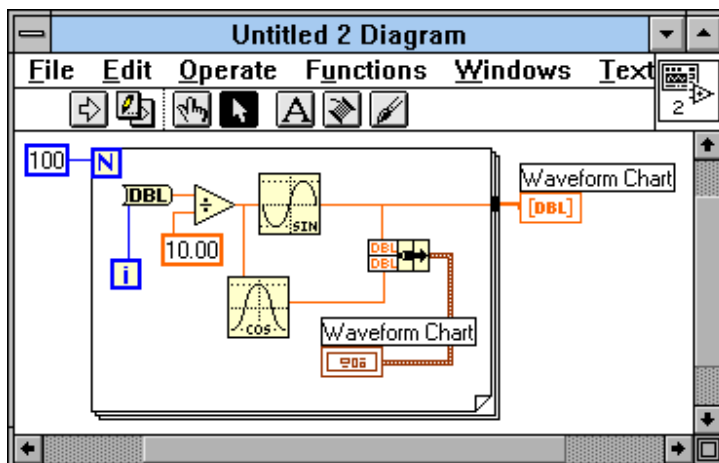 Untitled 2 Diagram
File Edit Operate Functions Windows Text
A
2
100
N
DBL
÷
SIN
Waveform Chart
[DBL]
10.00
DBL
DBL
i
COS
Waveform Chart